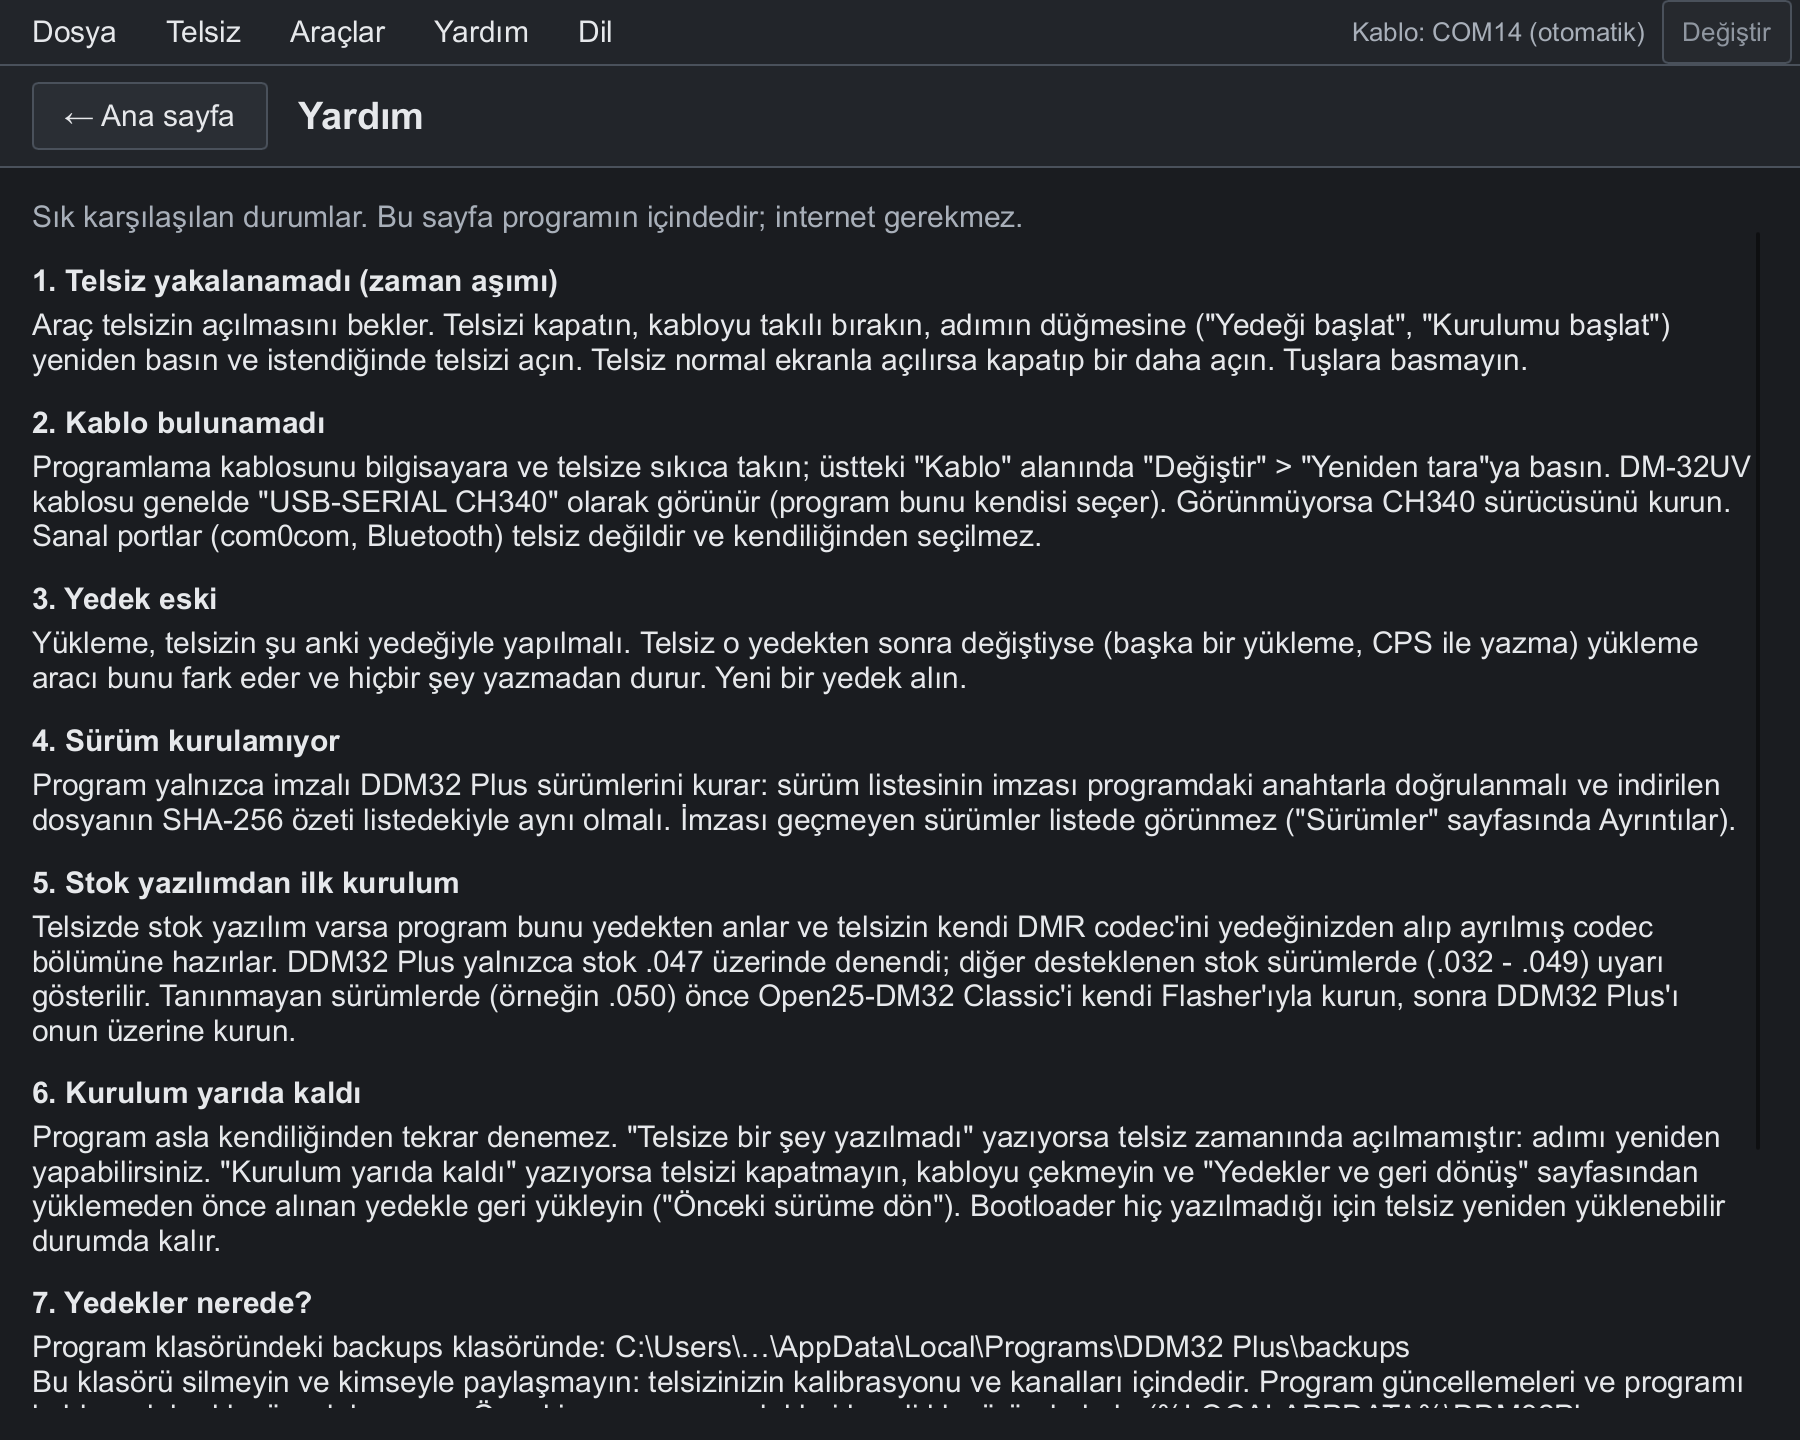 Dosya Telsiz Araçlar Yardım Dil Kablo: COM14 (otomatik) Değiştir
← Ana sayfa Yardım
Sık karşılaşılan durumlar. Bu sayfa programın içindedir; internet gerekmez.
1. Telsiz yakalanamadı (zaman aşımı)
Araç telsizin açılmasını bekler. Telsizi kapatın, kabloyu takılı bırakın, adımın düğmesine ("Yedeği başlat", "Kurulumu başlat")
yeniden basın ve istendiğinde telsizi açın. Telsiz normal ekranla açılırsa kapatıp bir daha açın. Tuşlara basmayın.
2. Kablo bulunamadı
Programlama kablosunu bilgisayara ve telsize sıkıca takın; üstteki "Kablo" alanında "Değiştir" > "Yeniden tara"ya basın. DM-32UV
kablosu genelde "USB-SERIAL CH340" olarak görünür (program bunu kendisi seçer). Görünmüyorsa CH340 sürücüsünü kurun.
Sanal portlar (com0com, Bluetooth) telsiz değildir ve kendiliğinden seçilmez.
3. Yedek eski
Yükleme, telsizin şu anki yedeğiyle yapılmalı. Telsiz o yedekten sonra değiştiyse (başka bir yükleme, CPS ile yazma) yükleme
aracı bunu fark eder ve hiçbir şey yazmadan durur. Yeni bir yedek alın.
4. Sürüm kurulamıyor
Program yalnızca imzalı DDM32 Plus sürümlerini kurar: sürüm listesinin imzası programdaki anahtarla doğrulanmalı ve indirilen
dosyanın SHA-256 özeti listedekiyle aynı olmalı. İmzası geçmeyen sürümler listede görünmez ("Sürümler" sayfasında Ayrıntılar).
5. Stok yazılımdan ilk kurulum
Telsizde stok yazılım varsa program bunu yedekten anlar ve telsizin kendi DMR codec'ini yedeğinizden alıp ayrılmış codec
bölümüne hazırlar. DDM32 Plus yalnızca stok .047 üzerinde denendi; diğer desteklenen stok sürümlerde (.032 - .049) uyarı
gösterilir. Tanınmayan sürümlerde (örneğin .050) önce Open25-DM32 Classic'i kendi Flasher'ıyla kurun, sonra DDM32 Plus'ı
onun üzerine kurun.
6. Kurulum yarıda kaldı
Program asla kendiliğinden tekrar denemez. "Telsize bir şey yazılmadı" yazıyorsa telsiz zamanında açılmamıştır: adımı yeniden
yapabilirsiniz. "Kurulum yarıda kaldı" yazıyorsa telsizi kapatmayın, kabloyu çekmeyin ve "Yedekler ve geri dönüş" sayfasından
yüklemeden önce alınan yedekle geri yükleyin ("Önceki sürüme dön"). Bootloader hiç yazılmadığı için telsiz yeniden yüklenebilir
durumda kalır.
7. Yedekler nerede?
Program klasöründeki backups klasöründe: C:\Users\...\AppData\Local\Programs\DDM32 Plus\backups
Bu klasörü silmeyin ve kimseyle paylaşmayın: telsizinizin kalibrasyonu ve kanalları içindedir. Program güncellemeleri ve programı